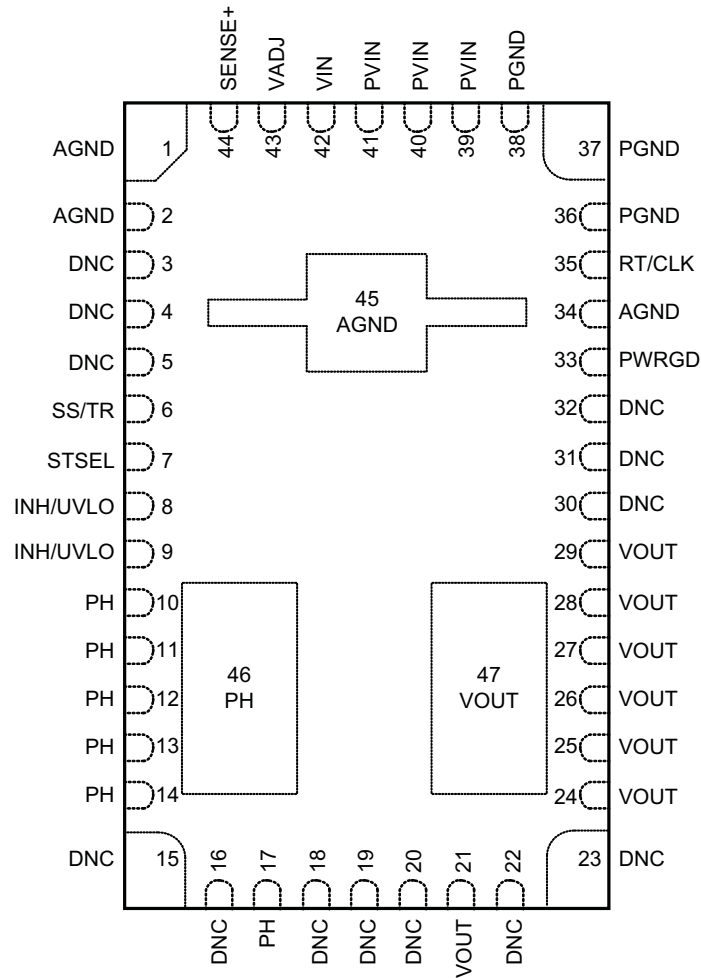 SENSE+
VADJ
VIN
PVIN
PVIN
PVIN
PGND
44
43
42
41
40
39
38
AGND 1
37 PGND
AGND 2
36 PGND
DNC 3
35 RT/CLK
DNC 4
34 AGND
45
AGND
DNC 5
33 PWRGD
SS/TR 6
32 DNC
STSEL 7
31 DNC
INH/UVLO 8
30 DNC
INH/UVLO 9
29 VOUT
PH 10
28 VOUT
PH 11
27 VOUT
46
PH
47
VOUT
PH 12
26 VOUT
PH 13
25 VOUT
PH 14
24 VOUT
DNC 15
23 DNC
16
17
18
19
20
21
22
DNC
PH
DNC
DNC
DNC
VOUT
DNC